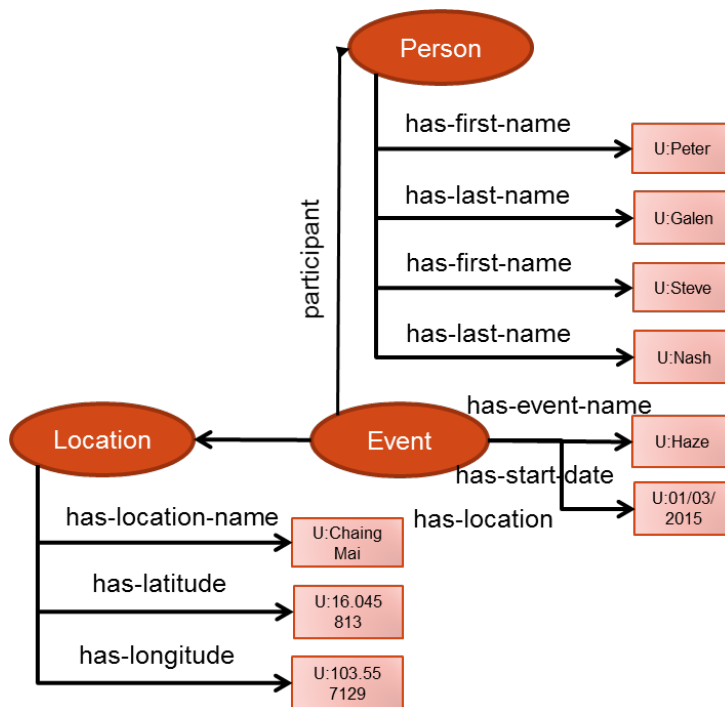 Person
has-first-name
U:Peter
has-last-name
U:Galen
has-first-name
U:Steve
has-last-name
U:Nash
participant
has-event-name
Location
Event
U:Haze
has-start-date
U:01/03/
2015
has-location
has-location-name
U:Chaing
Mai
has-latitude
U:16.045
813
has-longitude
U:103.55
7129